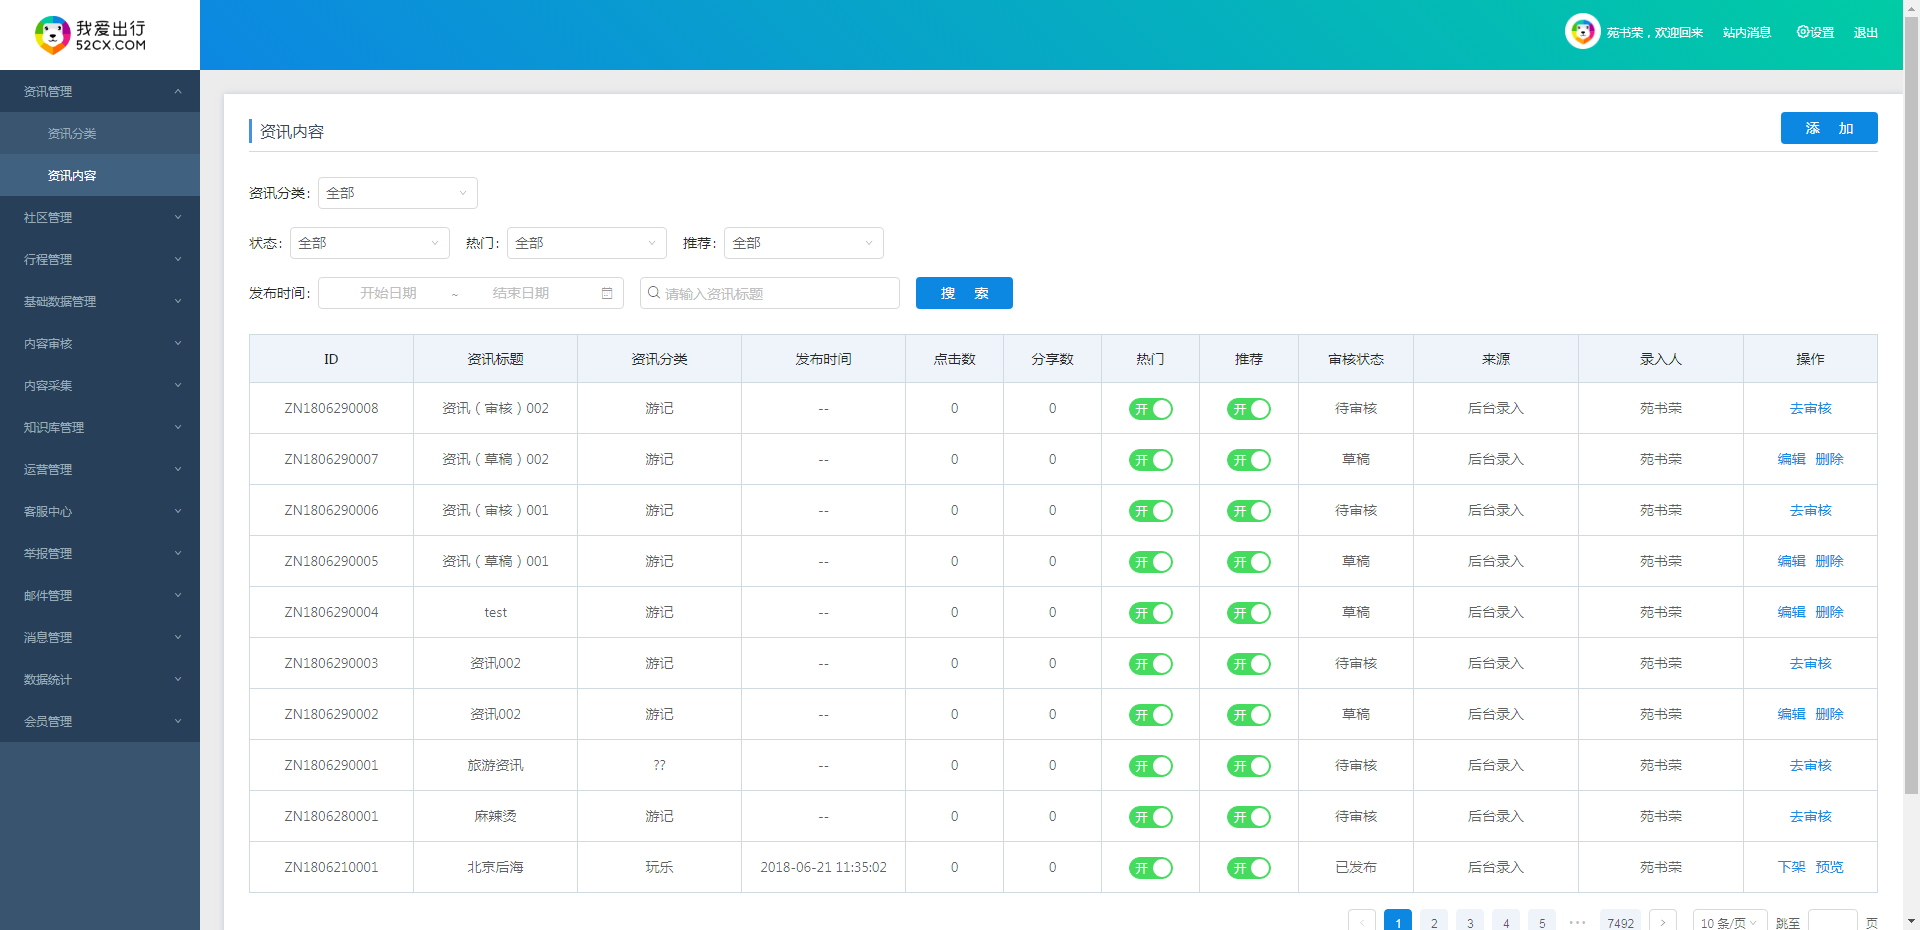 我爱出行
52CX.COM
苑书荣，欢迎回来 站内消息 设置 退出
资讯管理
资讯分类
资讯内容
社区管理
行程管理
基础数据管理
内容审核
内容采集
知识库管理
运营管理
客服中心
举报管理
邮件管理
消息管理
数据统计
会员管理
资讯内容
添 加
资讯分类: 全部
状态: 全部 热门: 全部 推荐: 全部
发布时间: 开始日期 ~ 结束日期 请输入资讯标题 搜 索
ID 资讯标题 资讯分类 发布时间 点击数 分享数 热门 推荐 审核状态 来源 录入人 操作
ZN1806290008 资讯（审核）002 游记 -- 0 0 开 开 待审核 后台录入 苑书荣 去审核
ZN1806290007 资讯（草稿）002 游记 -- 0 0 开 开 草稿 后台录入 苑书荣 编辑 删除
ZN1806290006 资讯（审核）001 游记 -- 0 0 开 开 待审核 后台录入 苑书荣 去审核
ZN1806290005 资讯（草稿）001 游记 -- 0 0 开 开 草稿 后台录入 苑书荣 编辑 删除
ZN1806290004 test 游记 -- 0 0 开 开 草稿 后台录入 苑书荣 编辑 删除
ZN1806290003 资讯002 游记 -- 0 0 开 开 待审核 后台录入 苑书荣 去审核
ZN1806290002 资讯002 游记 -- 0 0 开 开 草稿 后台录入 苑书荣 编辑 删除
ZN1806290001 旅游资讯 ?? -- 0 0 开 开 待审核 后台录入 苑书荣 去审核
ZN1806280001 麻辣烫 游记 -- 0 0 开 开 待审核 后台录入 苑书荣 去审核
ZN1806210001 北京后海 玩乐 2018-06-21 11:35:02 0 0 开 开 已发布 后台录入 苑书荣 下架 预览
< 1 2 3 4 5 ••• 7492 > 10 条/页 跳至 页